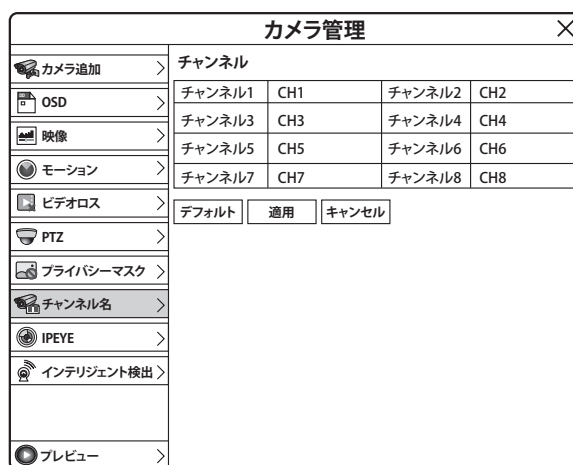 カメラ管理
カメラ追加
OSD
映像
モーション
ビデオロス
PTZ
プライバシーマスク
チャンネル名
IPEYE
インテリジェント検出
プレビュー
チャンネル
チャンネル1 CH1 チャンネル2 CH2
チャンネル3 CH3 チャンネル4 CH4
チャンネル5 CH5 チャンネル6 CH6
チャンネル7 CH7 チャンネル8 CH8
デフォルト 適用 キャンセル